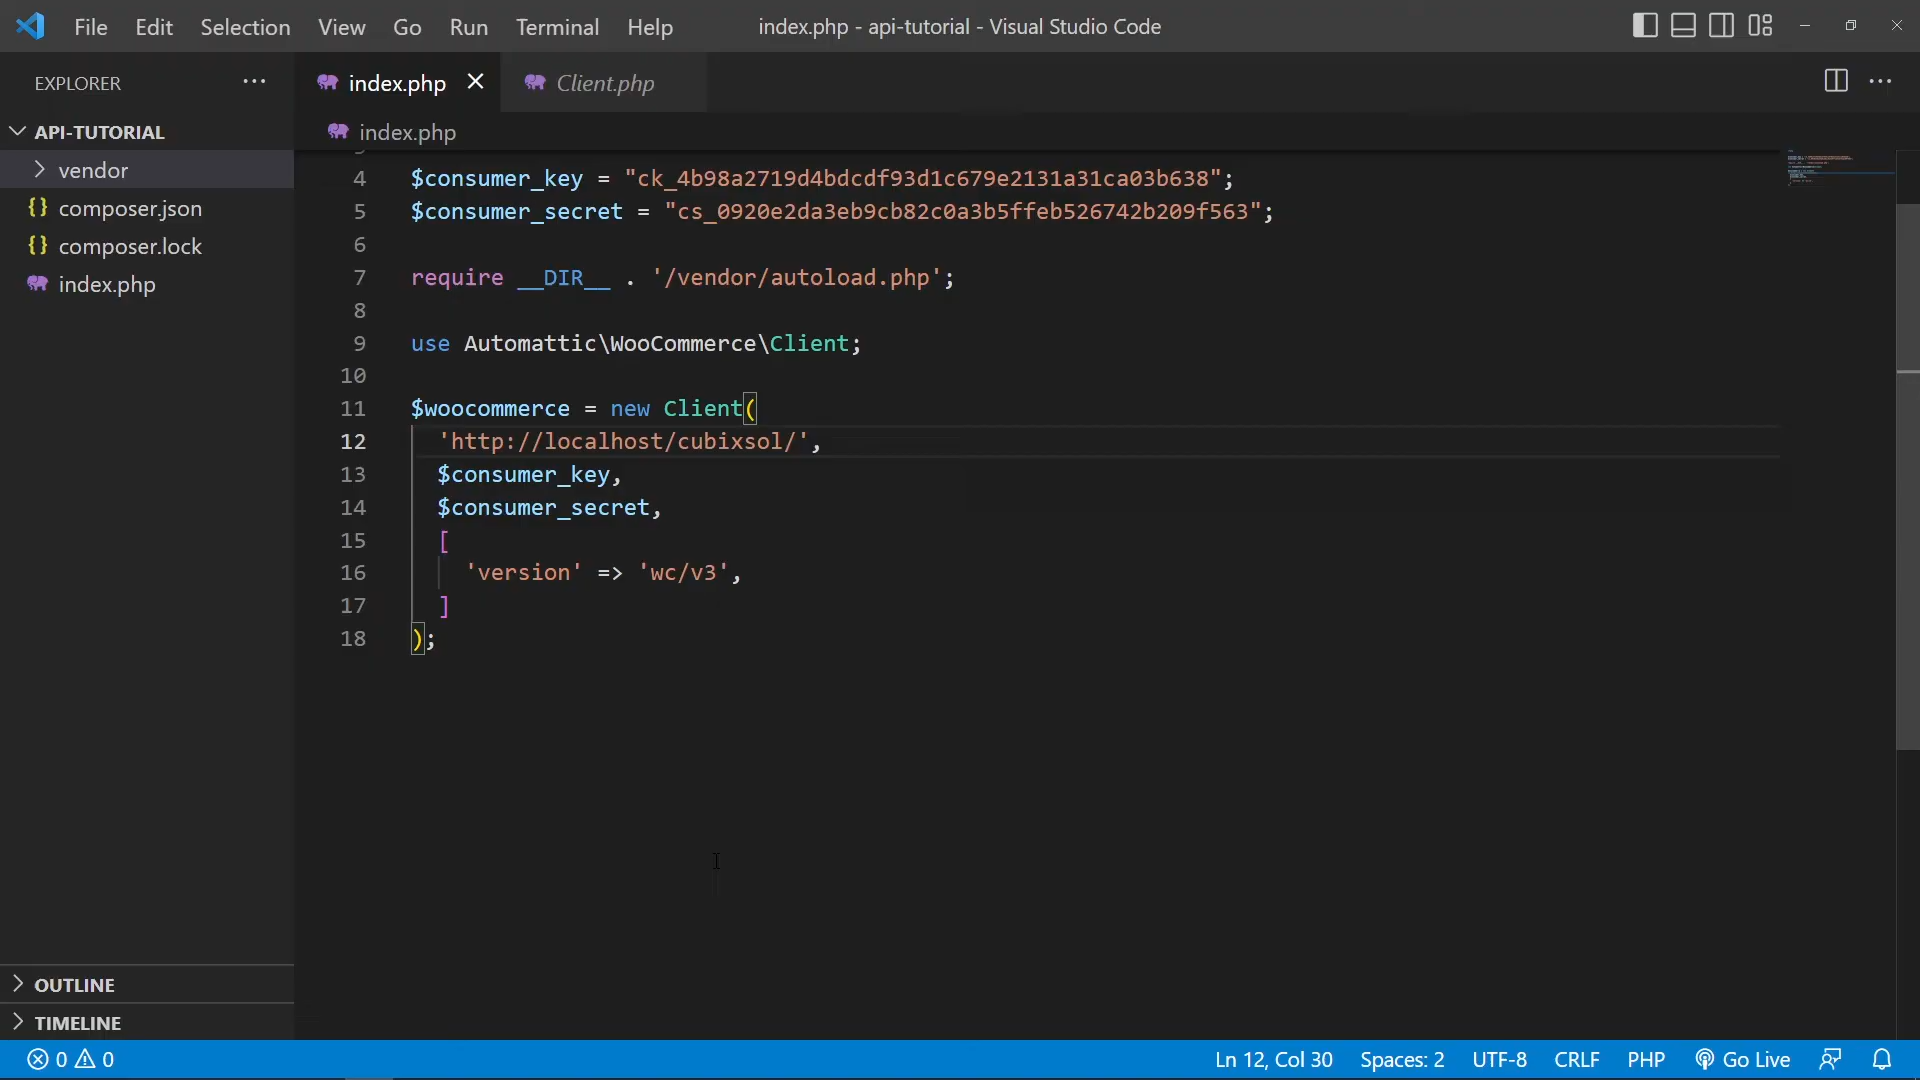 File Edit Selection View Go Run Terminal Help index.php - api-tutorial - Visual Studio Code
EXPLORER
index.php
Client.php
API-TUTORIAL
vendor
composer.json
composer.lock
index.php
index.php
4 $consumer_key = "ck_4b98a2719d4bdcdf93d1c679e2131a31ca03b638";
5 $consumer_secret = "cs_0920e2da3eb9cb82c0a3b5ffeb526742b209f563";
6
7 require __DIR__ . '/vendor/autoload.php';
8
9 use Automattic\WooCommerce\Client;
10
11 $woocommerce = new Client(
12 'http://localhost/cubixsol/',
13 $consumer_key,
14 $consumer_secret,
15 [
16 'version' => 'wc/v3',
17 ]
18 );
OUTLINE
TIMELINE
0 0 Ln 12, Col 30 Spaces: 2 UTF-8 CRLF PHP Go Live